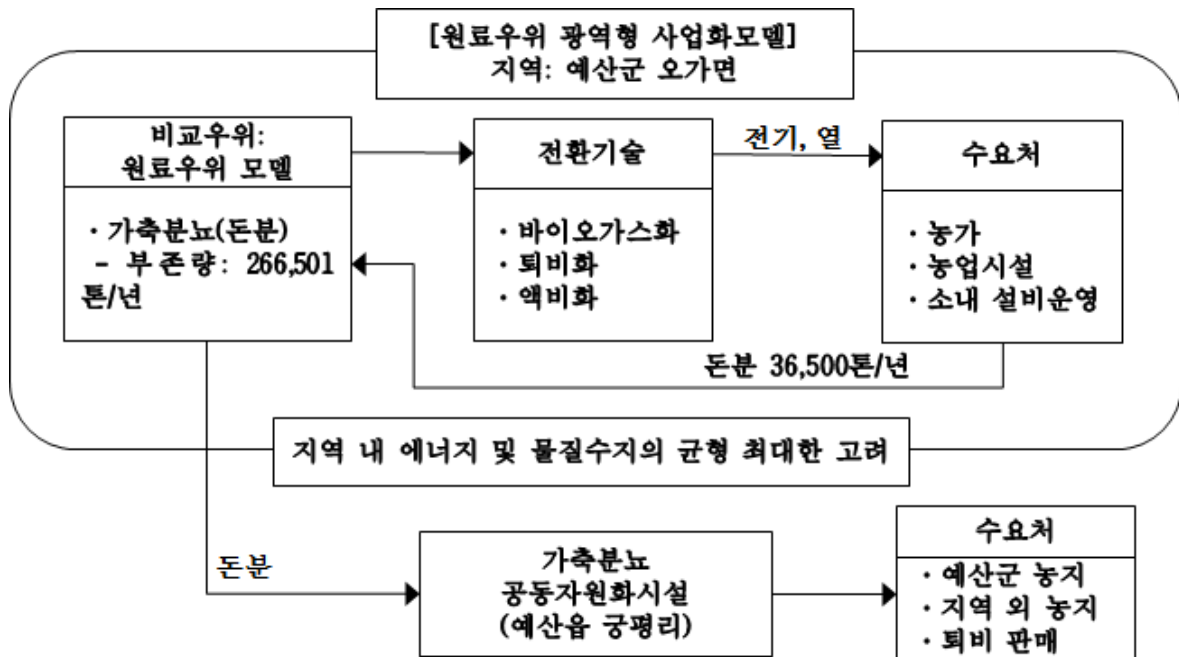 [원료우위 광역형 사업화모델]
지역: 예산군 오가면
비교우위:
원료우위 모델
· 가축분뇨(돈분)
- 부존량: 266,501
톤/년
전환기술
· 바이오가스화
· 퇴비화
· 액비화
전기, 열
수요처
· 농가
· 농업시설
· 소내 설비운영
돈분 36,500톤/년
지역 내 에너지 및 물질수지의 균형 최대한 고려
돈분
가축분뇨
공동자원화시설
(예산읍 궁평리)
수요처
· 예산군 농지
· 지역 외 농지
· 퇴비 판매